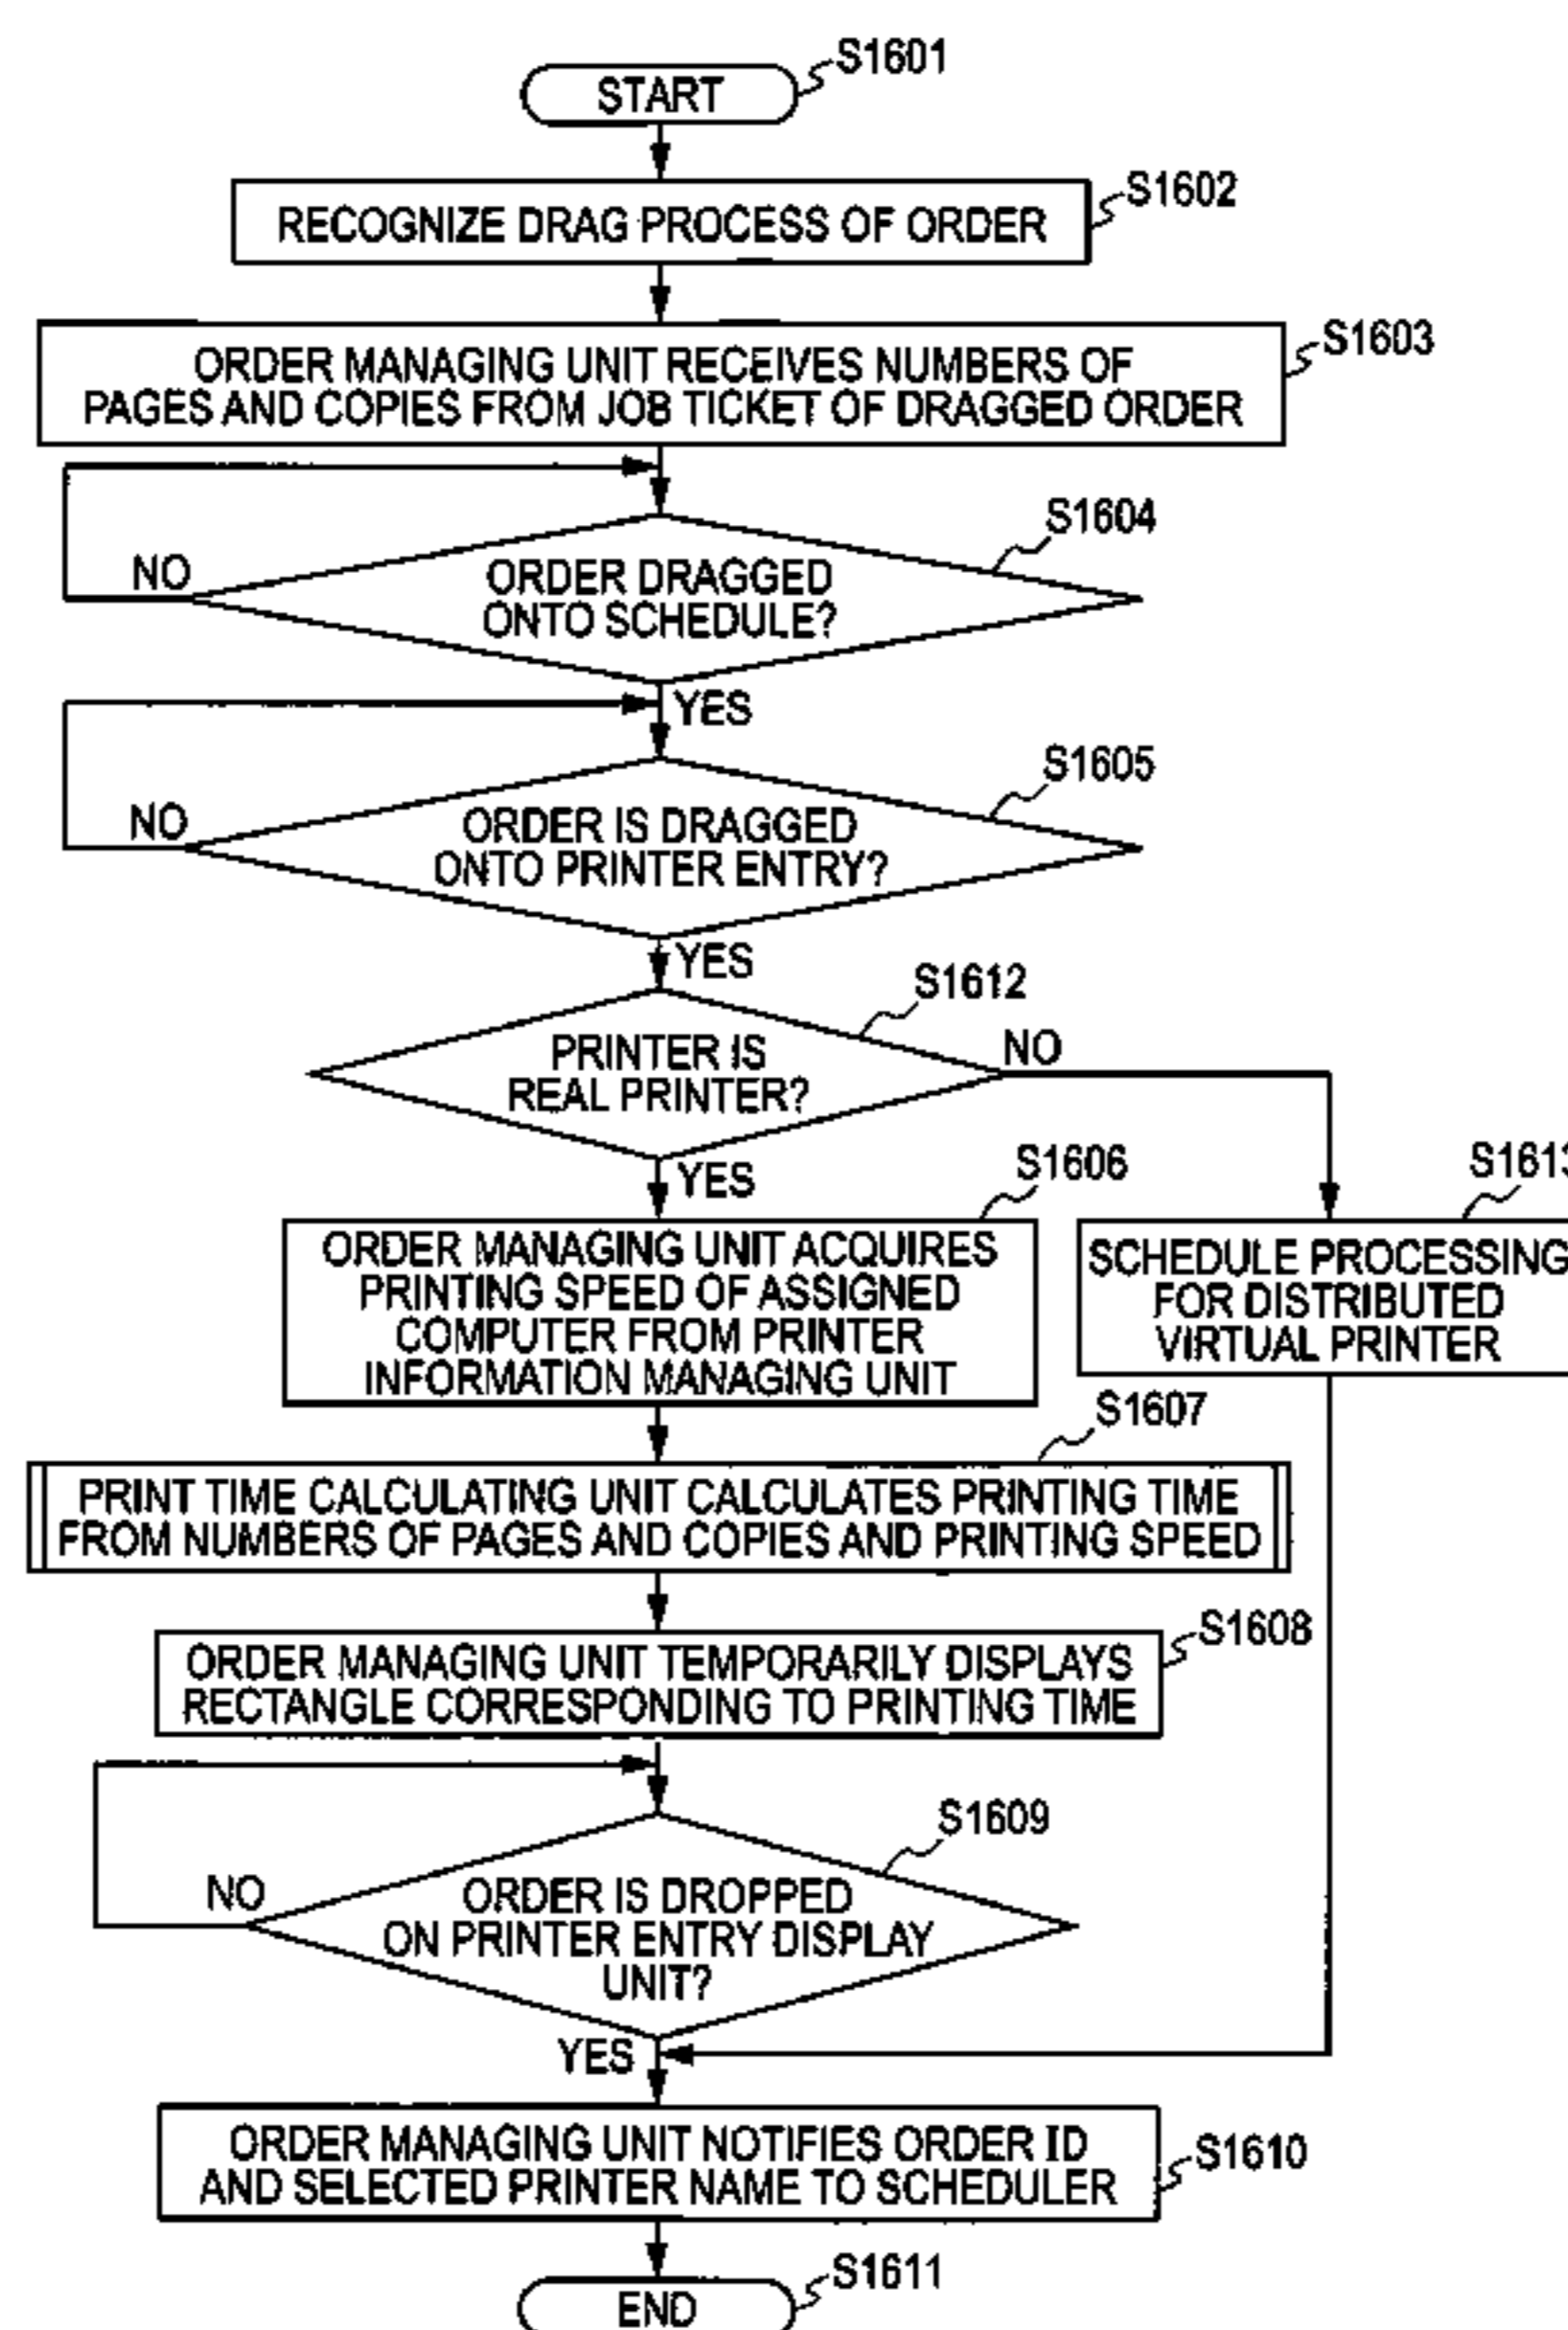 S1601
START
S1602
RECOGNIZE DRAG PROCESS OF ORDER
S1603
ORDER MANAGING UNIT RECEIVES NUMBERS OF
PAGES AND COPIES FROM JOB TICKET OF DRAGGED ORDER
S1604
NO
ORDER DRAGGED
ONTO SCHEDULE?
YES
S1605
NO
ORDER IS DRAGGED
ONTO PRINTER ENTRY?
YES
S1612
NO
PRINTER IS
REAL PRINTER?
YES
S1606
ORDER MANAGING UNIT ACQUIRES
PRINTING SPEED OF ASSIGNED
COMPUTER FROM PRINTER
INFORMATION MANAGING UNIT
S1613
SCHEDULE PROCESSING
FOR DISTRIBUTED
VIRTUAL PRINTER
S1607
PRINT TIME CALCULATING UNIT CALCULATES PRINTING TIME
FROM NUMBERS OF PAGES AND COPIES AND PRINTING SPEED
S1608
ORDER MANAGING UNIT TEMPORARILY DISPLAYS
RECTANGLE CORRESPONDING TO PRINTING TIME
S1609
NO
ORDER IS DROPPED
ON PRINTER ENTRY DISPLAY
UNIT?
YES
S1610
ORDER MANAGING UNIT NOTIFIES ORDER ID
AND SELECTED PRINTER NAME TO SCHEDULER
S1611
END